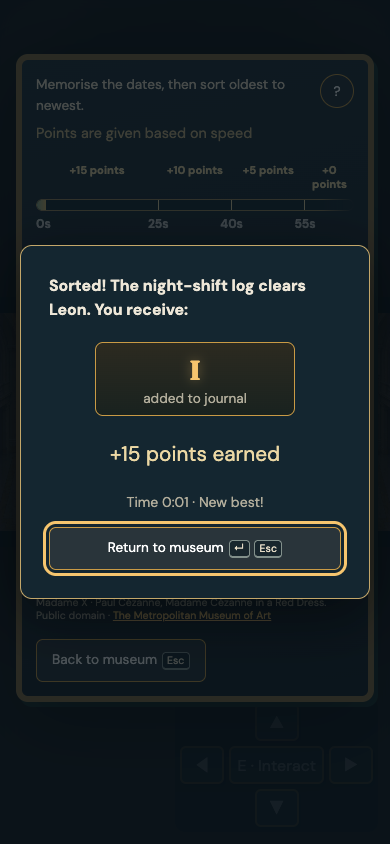 Memorise the dates, then sort oldest to
newest.
?
Points are given based on speed
+15 points
+10 points
+5 points
+0
points
0s
25s
40s
55s
Sorted! The night-shift log clears
Leon. You receive:
I
added to journal
+15 points earned
Time 0:01 · New best!
Return to museum ↵ Esc
Madame X · Paul Cézanne, Madame Cézanne in a Red Dress.
Public domain · The Metropolitan Museum of Art
Back to museum Esc
▲
◀ E · Interact ▶
▼